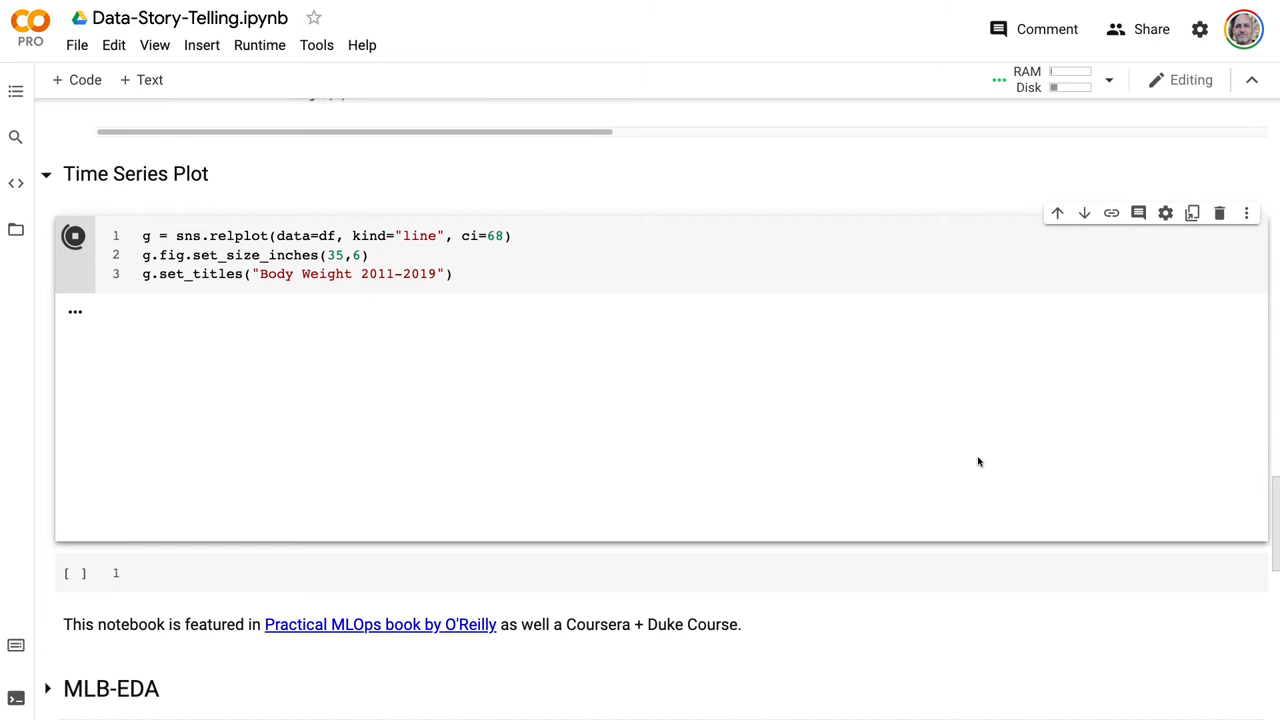 Data-Story-Telling.ipynb
PRO
File Edit View Insert Runtime Tools Help
Comment
Share
+ Code + Text
RAM
Disk
Editing
Time Series Plot
1 g = sns.relplot(data=df, kind="line", ci=68)
2 g.fig.set_size_inches(35,6)
3 g.set_titles("Body Weight 2011-2019")
...
[ ] 1
This notebook is featured in Practical MLOps book by O'Reilly as well a Coursera + Duke Course.
MLB-EDA